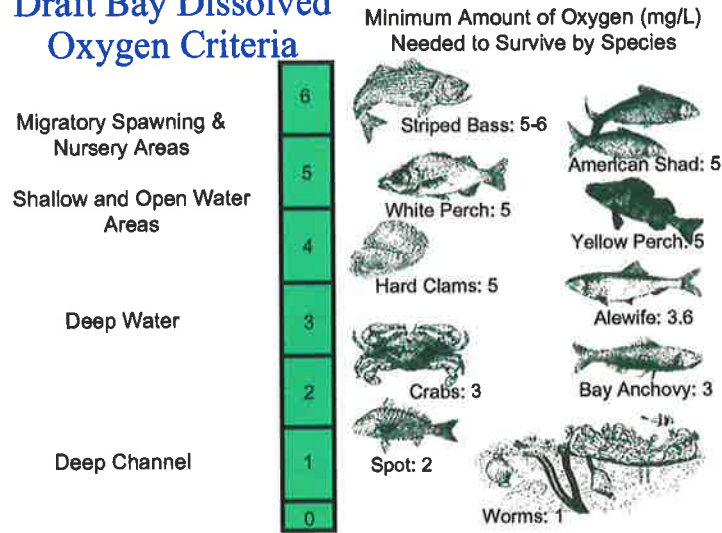 Draft Bay Dissolved
Oxygen Criteria
Minimum Amount of Oxygen (mg/L)
Needed to Survive by Species
6
Migratory Spawning &
Nursery Areas
Striped Bass: 5-6
American Shad: 5
5
Shallow and Open Water
Areas
White Perch: 5
Yellow Perch: 5
4
Hard Clams: 5
Alewife: 3.6
Deep Water
3
Crabs: 3
Bay Anchovy: 3
2
Deep Channel
1
Spot: 2
Worms: 1
0